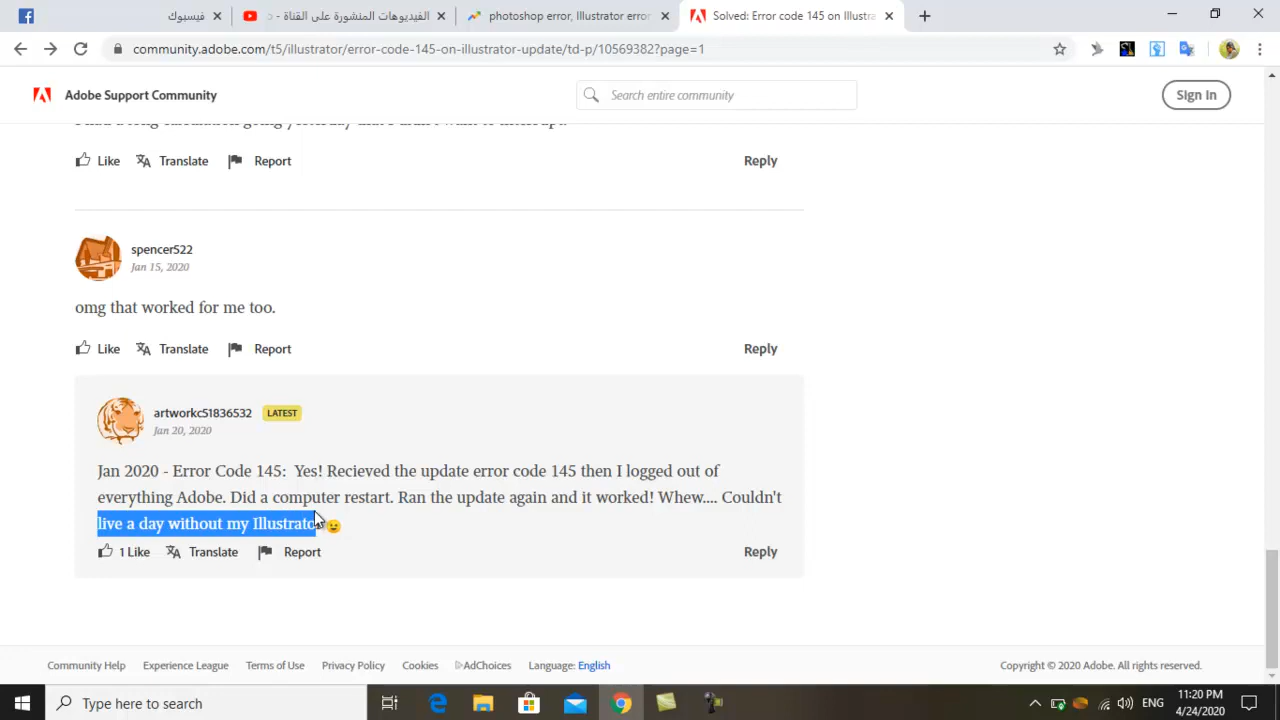 فيسبوك
الفيديوهات المنشورة على القناة - c
photoshop error, Illustrator error
Solved: Error code 145 on Illustra
community.adobe.com/t5/illustrator/error-code-145-on-illustrator-update/td-p/10569382?page=1
Adobe Support Community
Search entire community
Sign In
Like
Translate
Report
Reply
spencer522
Jan 15, 2020
omg that worked for me too.
Like
Translate
Report
Reply
artworkc51836532
LATEST
Jan 20, 2020
Jan 2020 - Error Code 145: Yes! Recieved the update error code 145 then I logged out of
everything Adobe. Did a computer restart. Ran the update again and it worked! Whew.... Couldn't
live a day without my Illustrato
1 Like
Translate
Report
Reply
Community Help
Experience League
Terms of Use
Privacy Policy
Cookies
AdChoices
Language: English
Copyright © 2020 Adobe. All rights reserved.
Type here to search
ENG
11:20 PM
4/24/2020